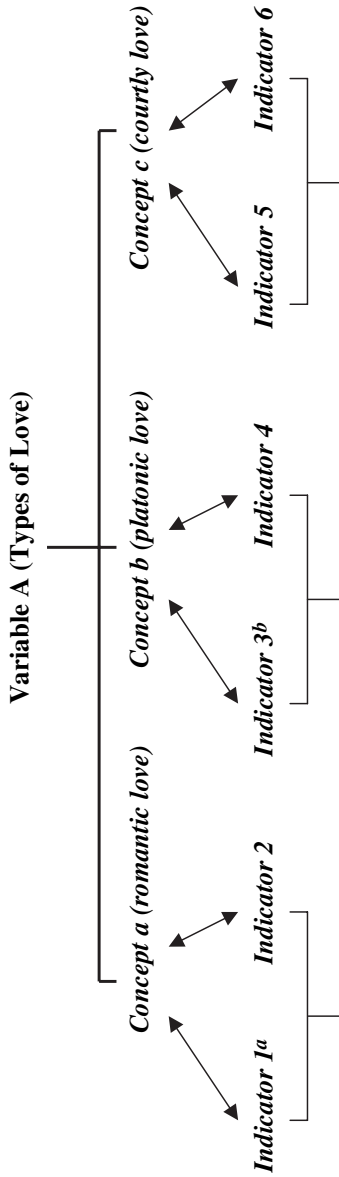 Variable A (Types of Love)
Concept a (romantic love) Concept b (platonic love) Concept c (courtly love)
Indicator 1a Indicator 2 Indicator 3b Indicator 4 Indicator 5 Indicator 6